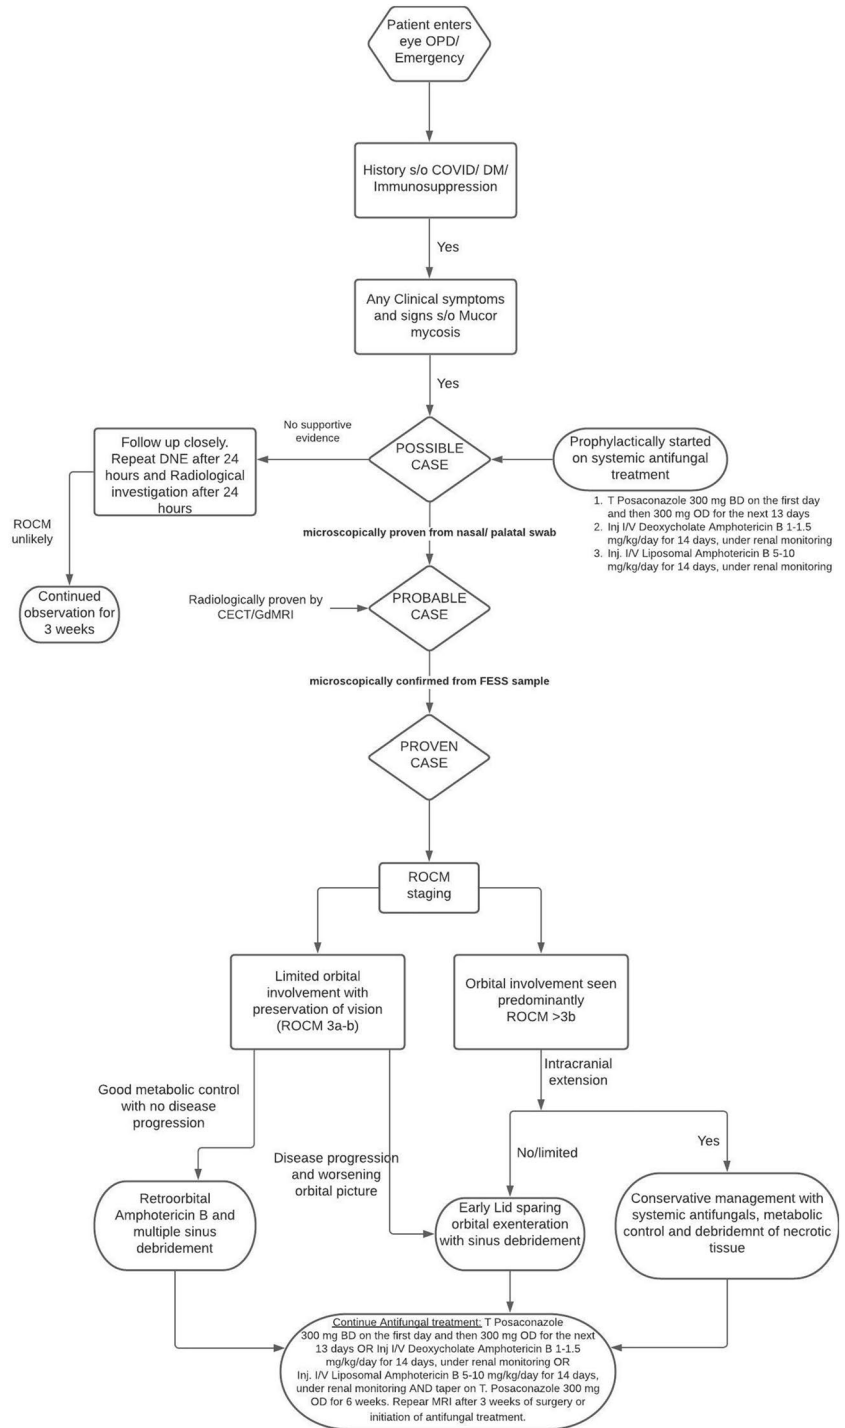 Patient enters
eye OPD/
Emergency
History s/o COVID/ DM/
Immunosuppression
Yes
Any Clinical symptoms
and signs s/o Mucor
mycosis
Yes
POSSIBLE
CASE
No supportive
evidence
Follow up closely.
Repeat DNE after 24
hours and Radiological
investigation after 24
hours
ROCM
unlikely
Continued
observation for
3 weeks
Prophylactically started
on systemic antifungal
treatment
1. T Posaconazole 300 mg BD on the first day
and then 300 mg OD for the next 13 days
2. Inj I/V Deoxycholate Amphotericin B 1-1.5
mg/kg/day for 14 days, under renal monitoring
3. Inj. I/V Liposomal Amphotericin B 5-10
mg/kg/day for 14 days, under renal monitoring
microscopically proven from nasal/ palatal swab
Radiologically proven by
CECT/GdMRI
PROBABLE
CASE
microscopically confirmed from FESS sample
PROVEN
CASE
ROCM
staging
Limited orbital
involvement with
preservation of vision
(ROCM 3a-b)
Orbital involvement seen
predominantly
ROCM >3b
Good metabolic control
with no disease
progression
Disease progression
and worsening
orbital picture
Intracranial
extension
No/limited
Yes
Retroorbital
Amphotericin B and
multiple sinus
debridement
Early Lid sparing
orbital exenteration
with sinus debridement
Conservative management with
systemic antifungals, metabolic
control and debridemnt of necrotic
tissue
Continue Antifungal treatment: T Posaconazole
300 mg BD on the first day and then 300 mg OD for the next
13 days OR Inj I/V Deoxycholate Amphotericin B 1-1.5
mg/kg/day for 14 days, under renal monitoring OR
Inj. I/V Liposomal Amphotericin B 5-10 mg/kg/day for 14 days,
under renal monitoring AND taper on T. Posaconazole 300 mg
OD for 6 weeks. Repear MRI after 3 weeks of surgery or
initiation of antifungal treatment.